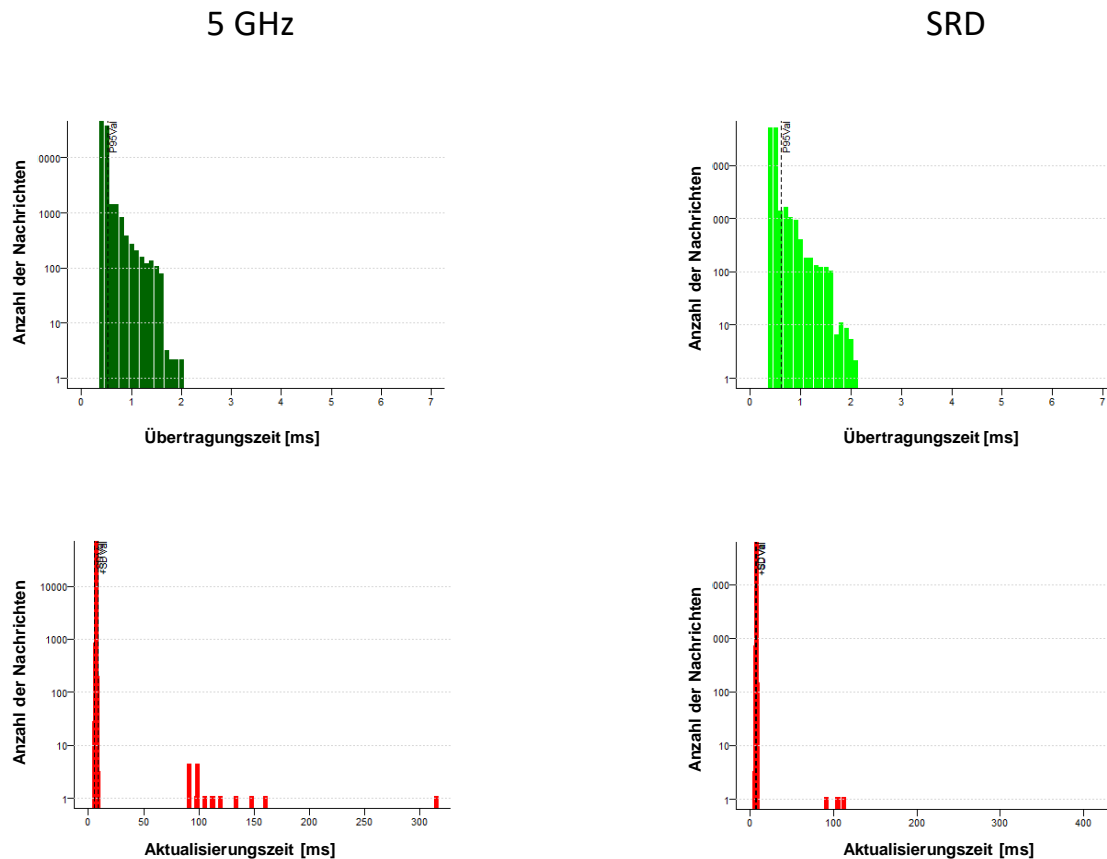 5 GHz
SRD
Anzahl der Nachrichten
0000
1000
100
10
1
P95Val
0 1 2 3 4 5 6 7
Übertragungszeit [ms]
Anzahl der Nachrichten
000
000
100
10
1
P95Val
0 1 2 3 4 5 6 7
Übertragungszeit [ms]
Anzahl der Nachrichten
10000
1000
100
10
1
0 50 100 150 200 250 300
Aktualisierungszeit [ms]
Anzahl der Nachrichten
000
000
100
10
1
0 100 200 300 400
Aktualisierungszeit [ms]